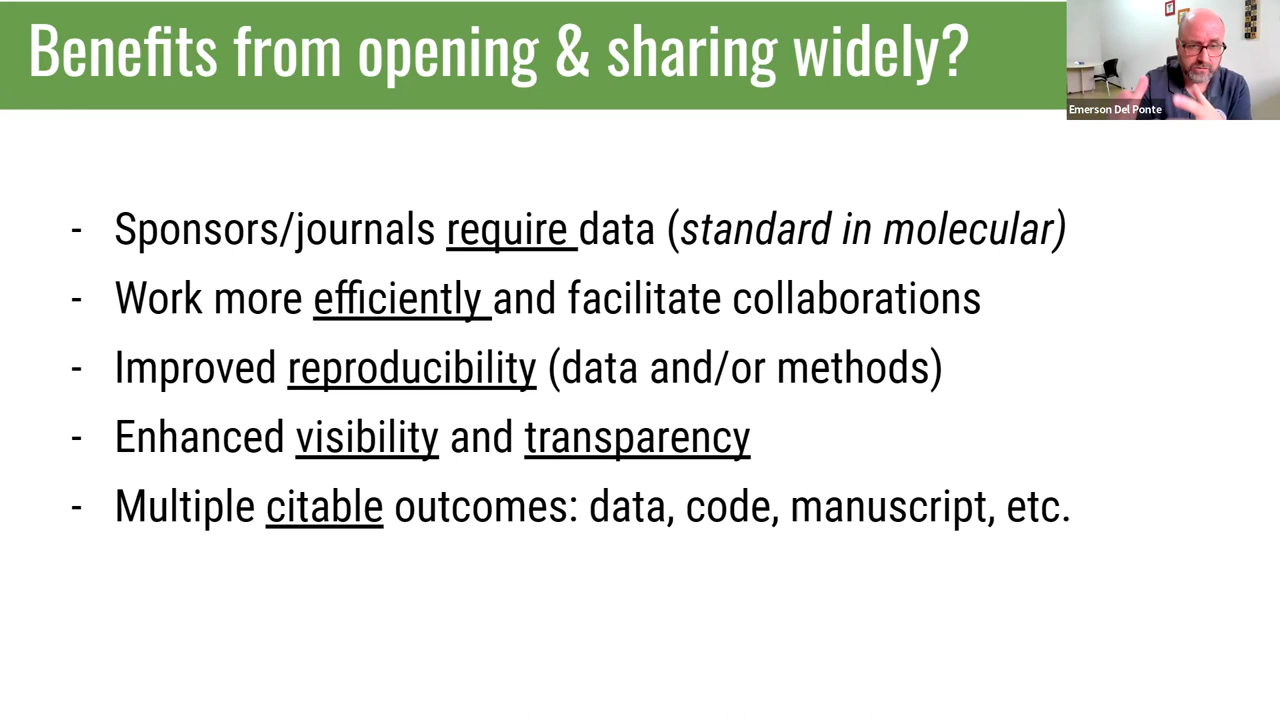 Benefits from opening & sharing widely?
Emerson Del Ponte
- Sponsors/journals require data (standard in molecular)
- Work more efficiently and facilitate collaborations
- Improved reproducibility (data and/or methods)
- Enhanced visibility and transparency
- Multiple citable outcomes: data, code, manuscript, etc.